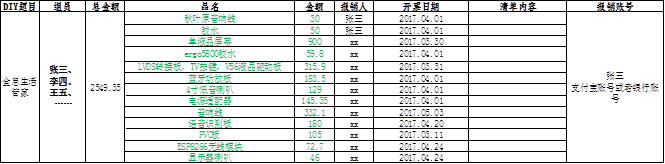 DIY题目 组员 总金额 品名 金额 报销人 开票日期 清单内容 报销账号
秋叶原音响线 30 张三 2017.04.01
胶水 50 张三 2017.04.01
单液晶屏幕 900 xx 2017.03.30
ergo5800胶水 59.8 xx 2017.04.01
LVDS转接板，TV按键，V56液晶驱动板 315.9 xx 2017.03.31
蓝牙功放板 183.5 xx 2017.04.01
4寸低音喇叭 129 xx 2017.04.01
电源适配器 145.35 xx 2017.04.01
音响线 332.1 xx 2017.05.03
语音识别板 180 xx 2017.04.20
PVC板 105 xx 2017.03.11
ESP8266无线模块 72.7 xx 2017.04.24
显示器喇叭 46 xx 2017.04.24
全息生活
管家
张三、
李四、
王五、
------
2549.35
张三
支付宝账号或者银行账
号